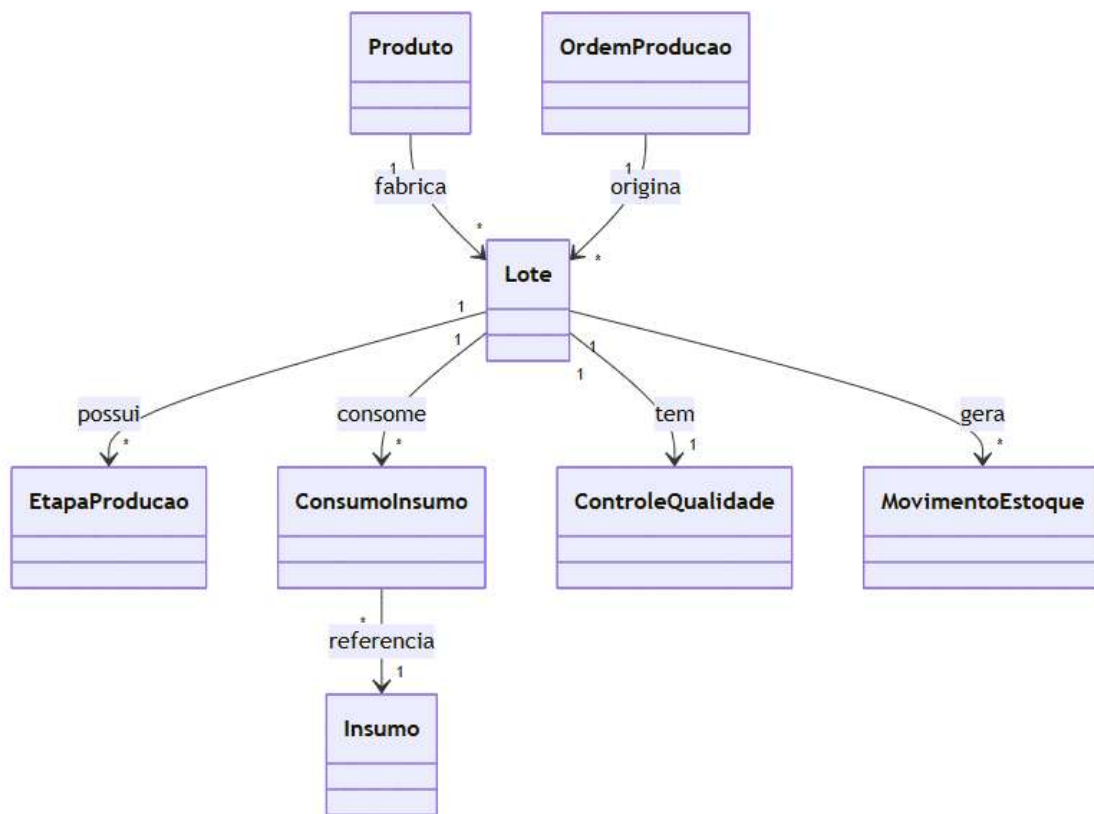 Produto
OrdemProducao
1
1
fabrica
origina
*
*
Lote
1
1
1
1
possui
consome
tem
gera
*
*
1
*
EtapaProducao
ConsumoInsumo
ControleQualidade
MovimentoEstoque
*
referencia
1
Insumo